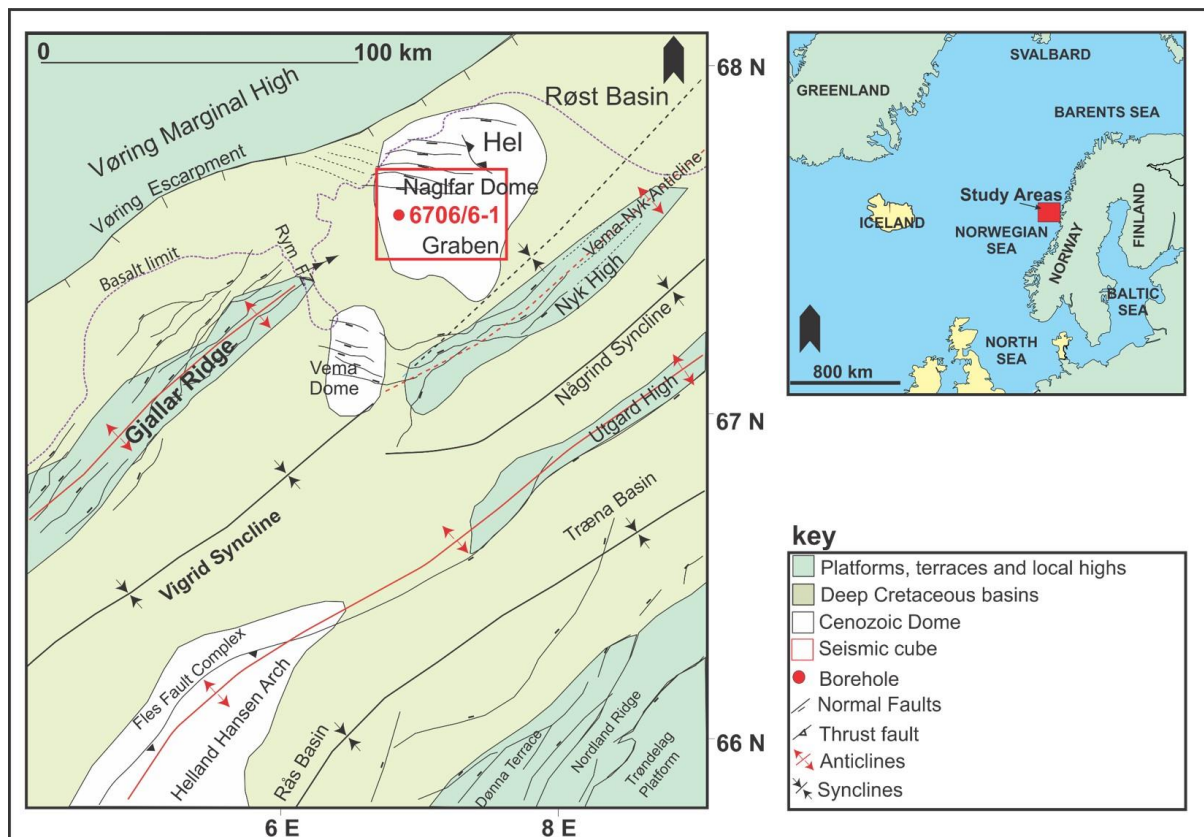 0
100 km
68 N
Røst Basin
Vøring Marginal High
Hel
Vøring Escarpment
Naglfar Dome
6706/6-1
Graben
Vema-Nyk-Anticline
Rym FZ
Basalt limit
Nyk High
Gjallar Ridge
Vema
Dome
Någrind Syncline
67 N
Utgard High
Træna Basin
Vigrid Syncline
Fles Fault Complex
Helland Hansen Arch
Rås Basin
66 N
Dønna Terrace
Nordland Ridge
Trøndelag
Platform
6 E
8 E
SVALBARD
GREENLAND
BARENTS SEA
Study Areas
ICELAND
NORWEGIAN
SEA
NORWAY
FINLAND
BALTIC
SEA
NORTH
SEA
800 km
key
Platforms, terraces and local highs
Deep Cretaceous basins
Cenozoic Dome
Seismic cube
Borehole
Normal Faults
Thrust fault
Anticlines
Synclines